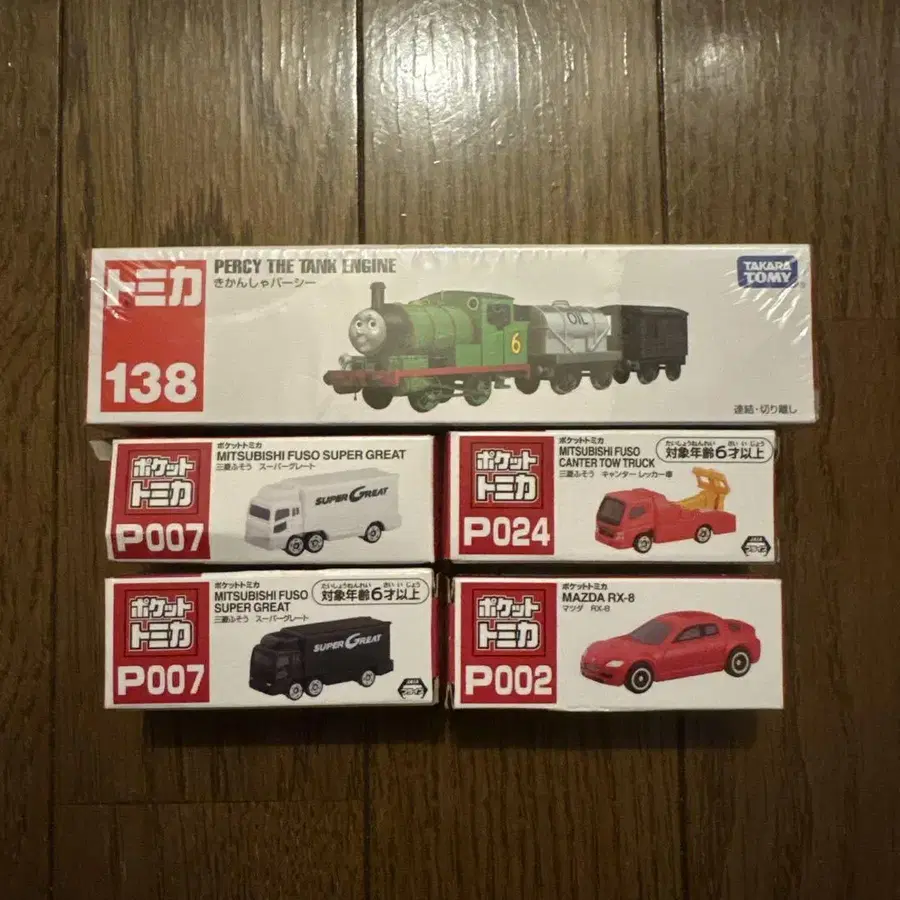 トミカ
138
PERCY THE TANK ENGINE
きかんしゃパーシー
TAKARA
TOMY
OIL
6
連結・切り離し
ポケット
トミカ
P007
ポケットトミカ
MITSUBISHI FUSO SUPER GREAT
三菱ふそう スーパーグレート
SUPER GREAT
ポケット
トミカ
P024
ポケットトミカ
MITSUBISHI FUSO
CANTER TOW TRUCK
三菱ふそう キャンター レッカー車
たいしょうねんれい さい いじょう
対象年齢6才以上
プライズ
ポケット
トミカ
P007
ポケットトミカ
MITSUBISHI FUSO
SUPER GREAT
三菱ふそう スーパーグレート
たいしょうねんれい さい いじょう
対象年齢6才以上
SUPER GREAT
プライズ
ポケット
トミカ
P002
ポケットトミカ
MAZDA RX-8
マツダ RX-8